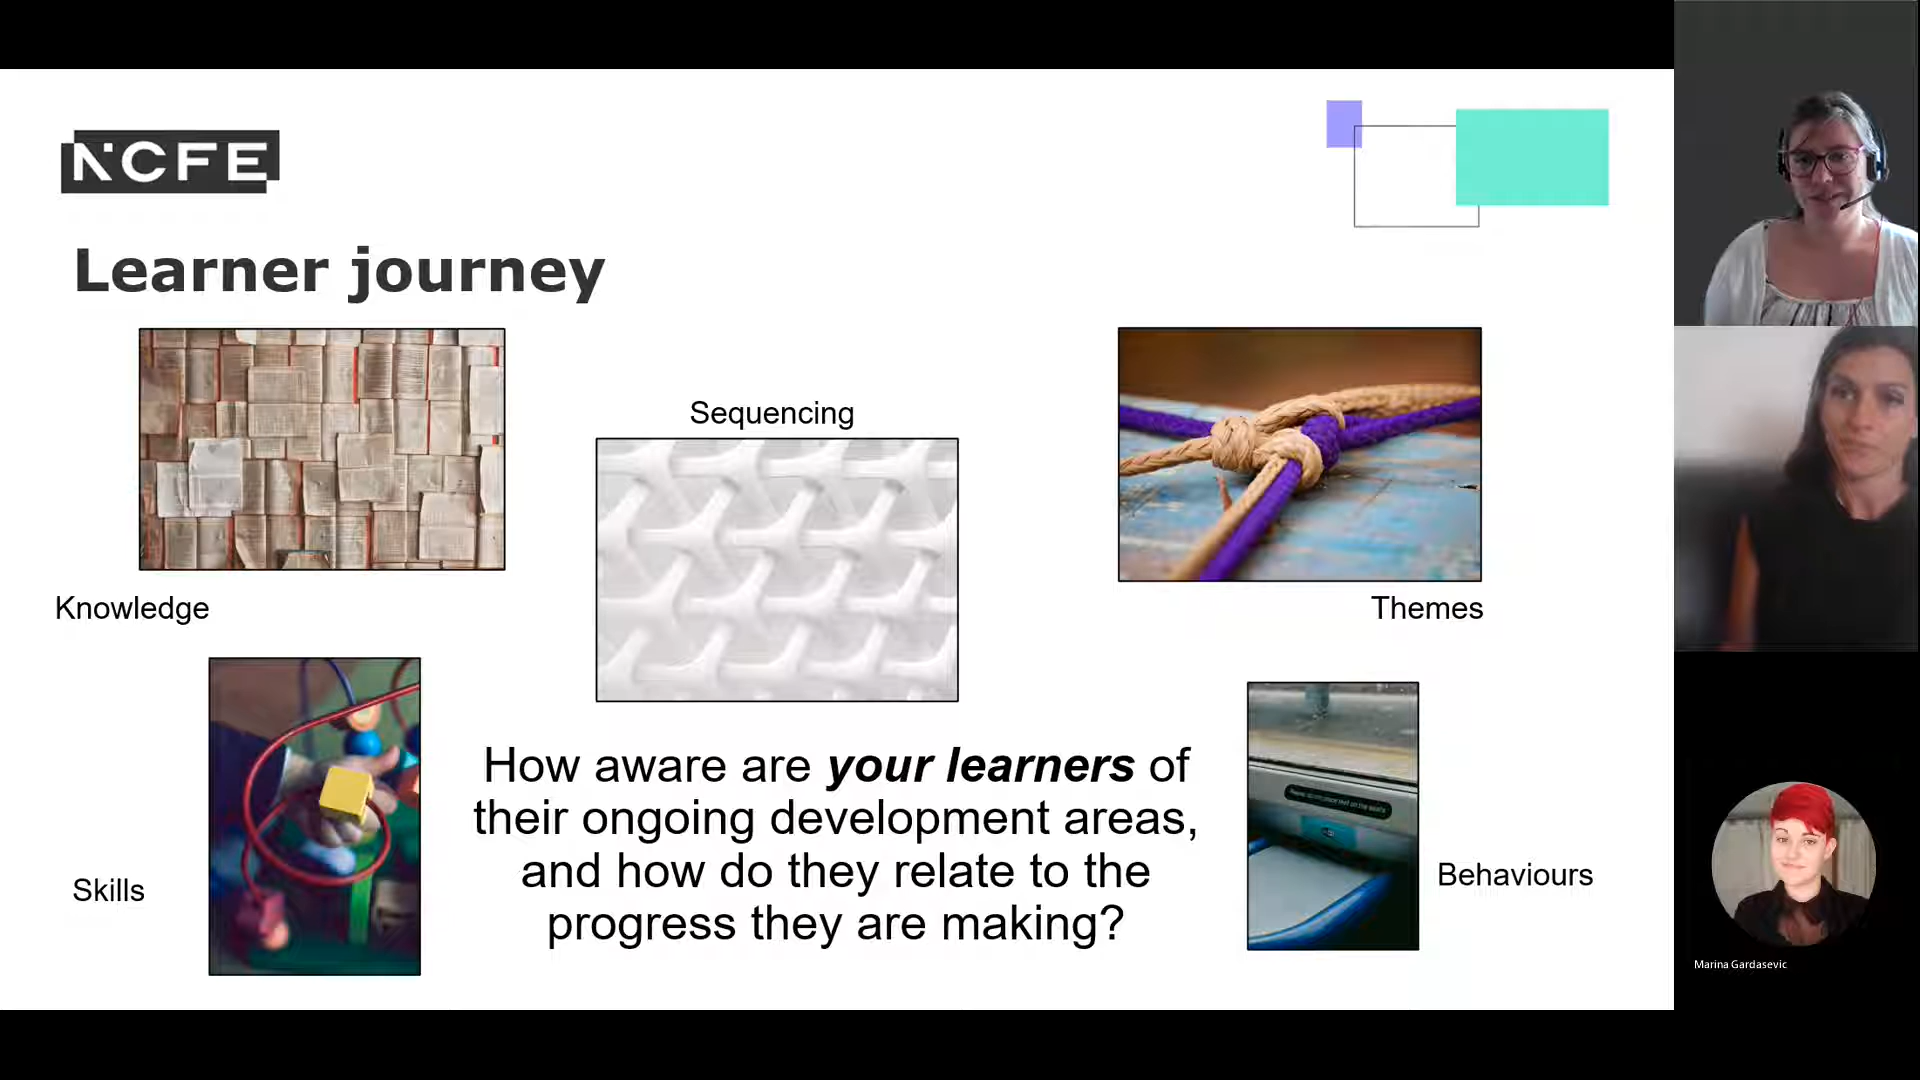 NCFE
Learner journey
Sequencing
Knowledge
Themes
Skills
How aware are your learners of
their ongoing development areas,
and how do they relate to the
progress they are making?
Behaviours
Marina Gardasevic